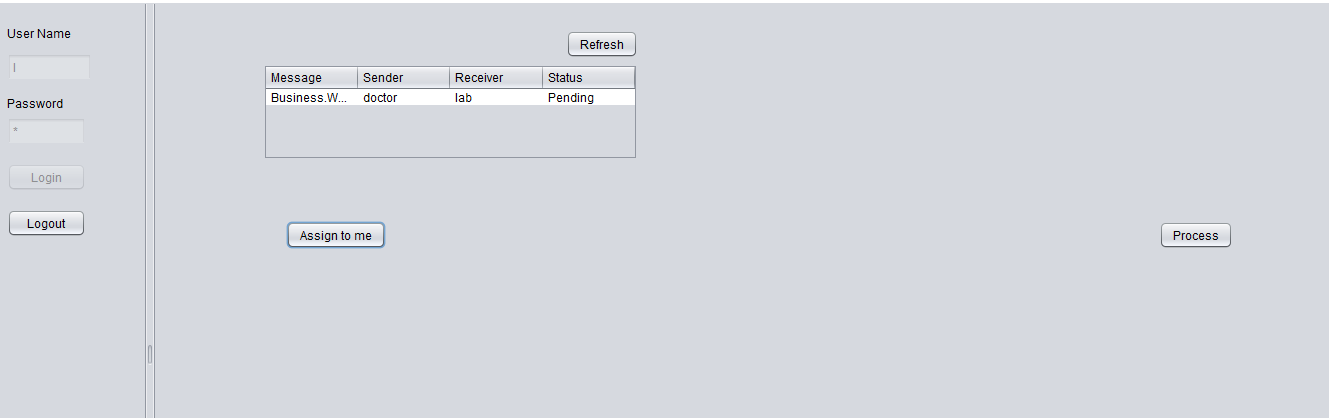 User Name
l
Password
*
Login
Logout
Refresh
Message Sender Receiver Status
Business.W... doctor lab Pending
Assign to me
Process